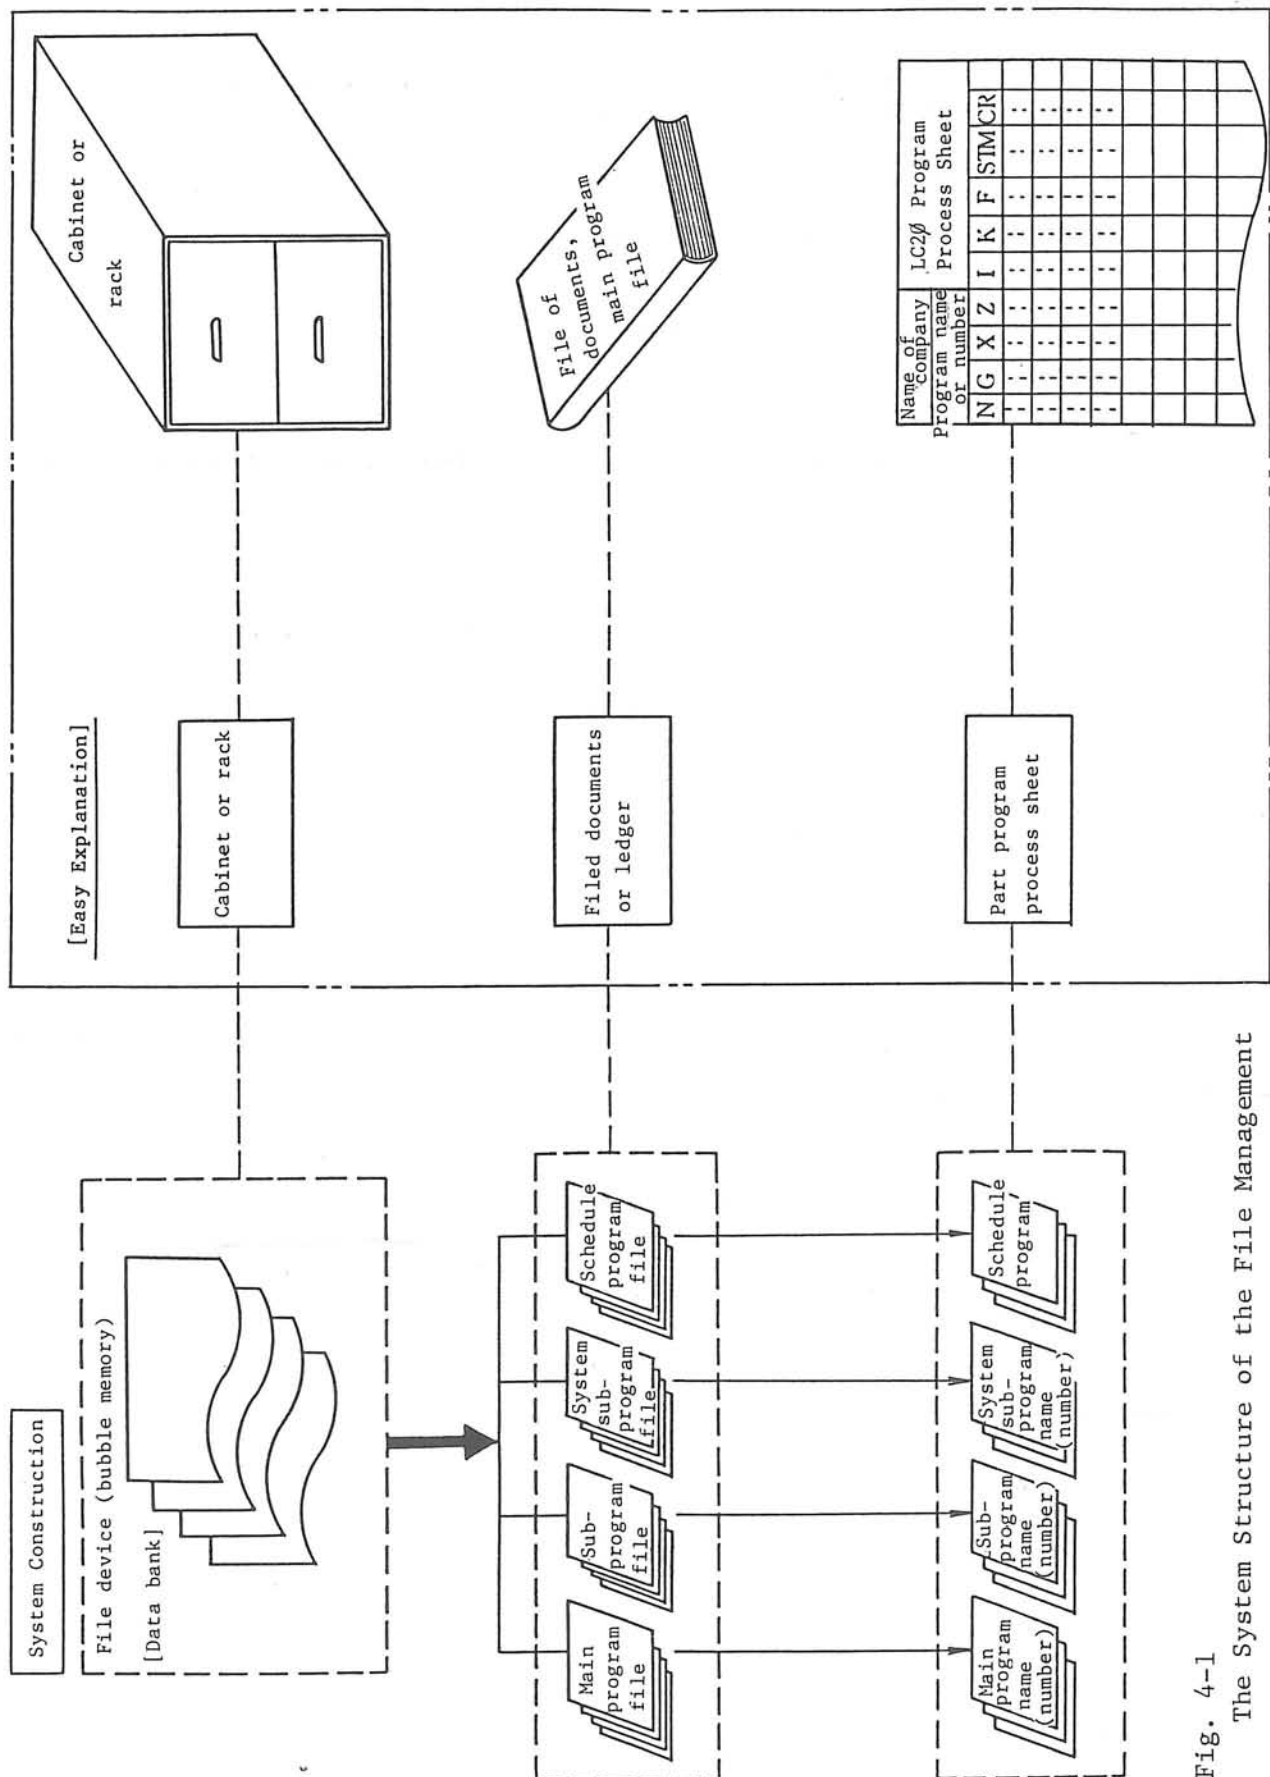 System Construction
File device (bubble memory)
[Data bank]
Main
program
file
Sub-
program
file
System
sub-
program
file
Schedule
program
file
Main
program
name
(number)
Sub-
program
name
(number)
System
sub-
program
name
(number)
Schedule
program
[Easy Explanation]
Cabinet or rack
Cabinet or
rack
Filed documents
or ledger
File of
documents,
main program
file
Part program
process sheet
Name of
company
Program name
or number
LC2Ø Program
Process Sheet
N G X Z I K F S T M CR
Fig. 4-1
The System Structure of the File Management